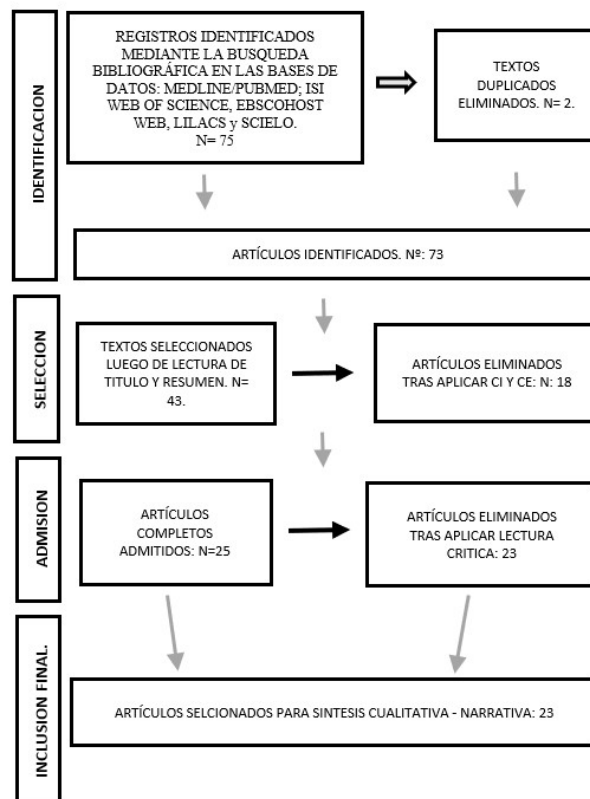 IDENTIFICACION
REGISTROS IDENTIFICADOS
MEDIANTE LA BUSQUEDA
BIBLIOGRÁFICA EN LAS BASES DE
DATOS: MEDLINE/PUBMED; ISI
WEB OF SCIENCE, EBSCOHOST
WEB, LILACS y SCIELO.
N= 75
TEXTOS
DUPLICADOS
ELIMINADOS. N= 2.
ARTÍCULOS IDENTIFICADOS. Nº: 73
SELECCION
TEXTOS SELECCIONADOS
LUEGO DE LECTURA DE
TITULO Y RESUMEN. N=
43.
ARTÍCULOS ELIMINADOS
TRAS APLICAR CI Y CE: N: 18
ADMISION
ARTÍCULOS
COMPLETOS
ADMITIDOS: N=25
ARTÍCULOS ELIMINADOS
TRAS APLICAR LECTURA
CRITICA: 23
INCLUSION FINAL.
ARTÍCULOS SELCIONADOS PARA SINTESIS CUALITATIVA - NARRATIVA: 23